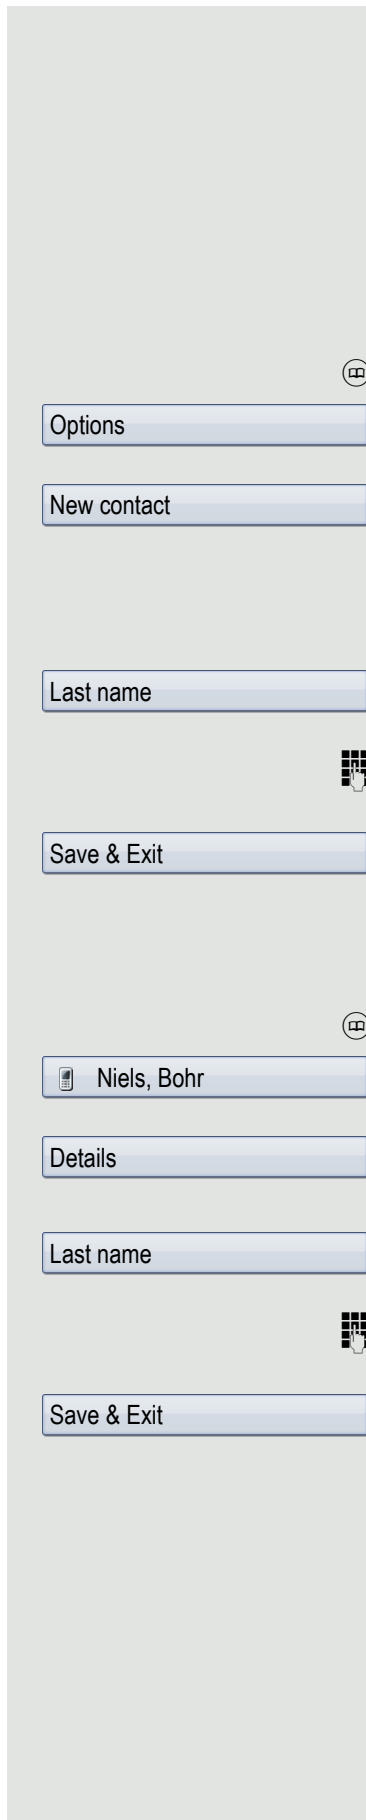 Options
New contact
Last name
Save & Exit
Niels, Bohr
Details
Last name
Save & Exit